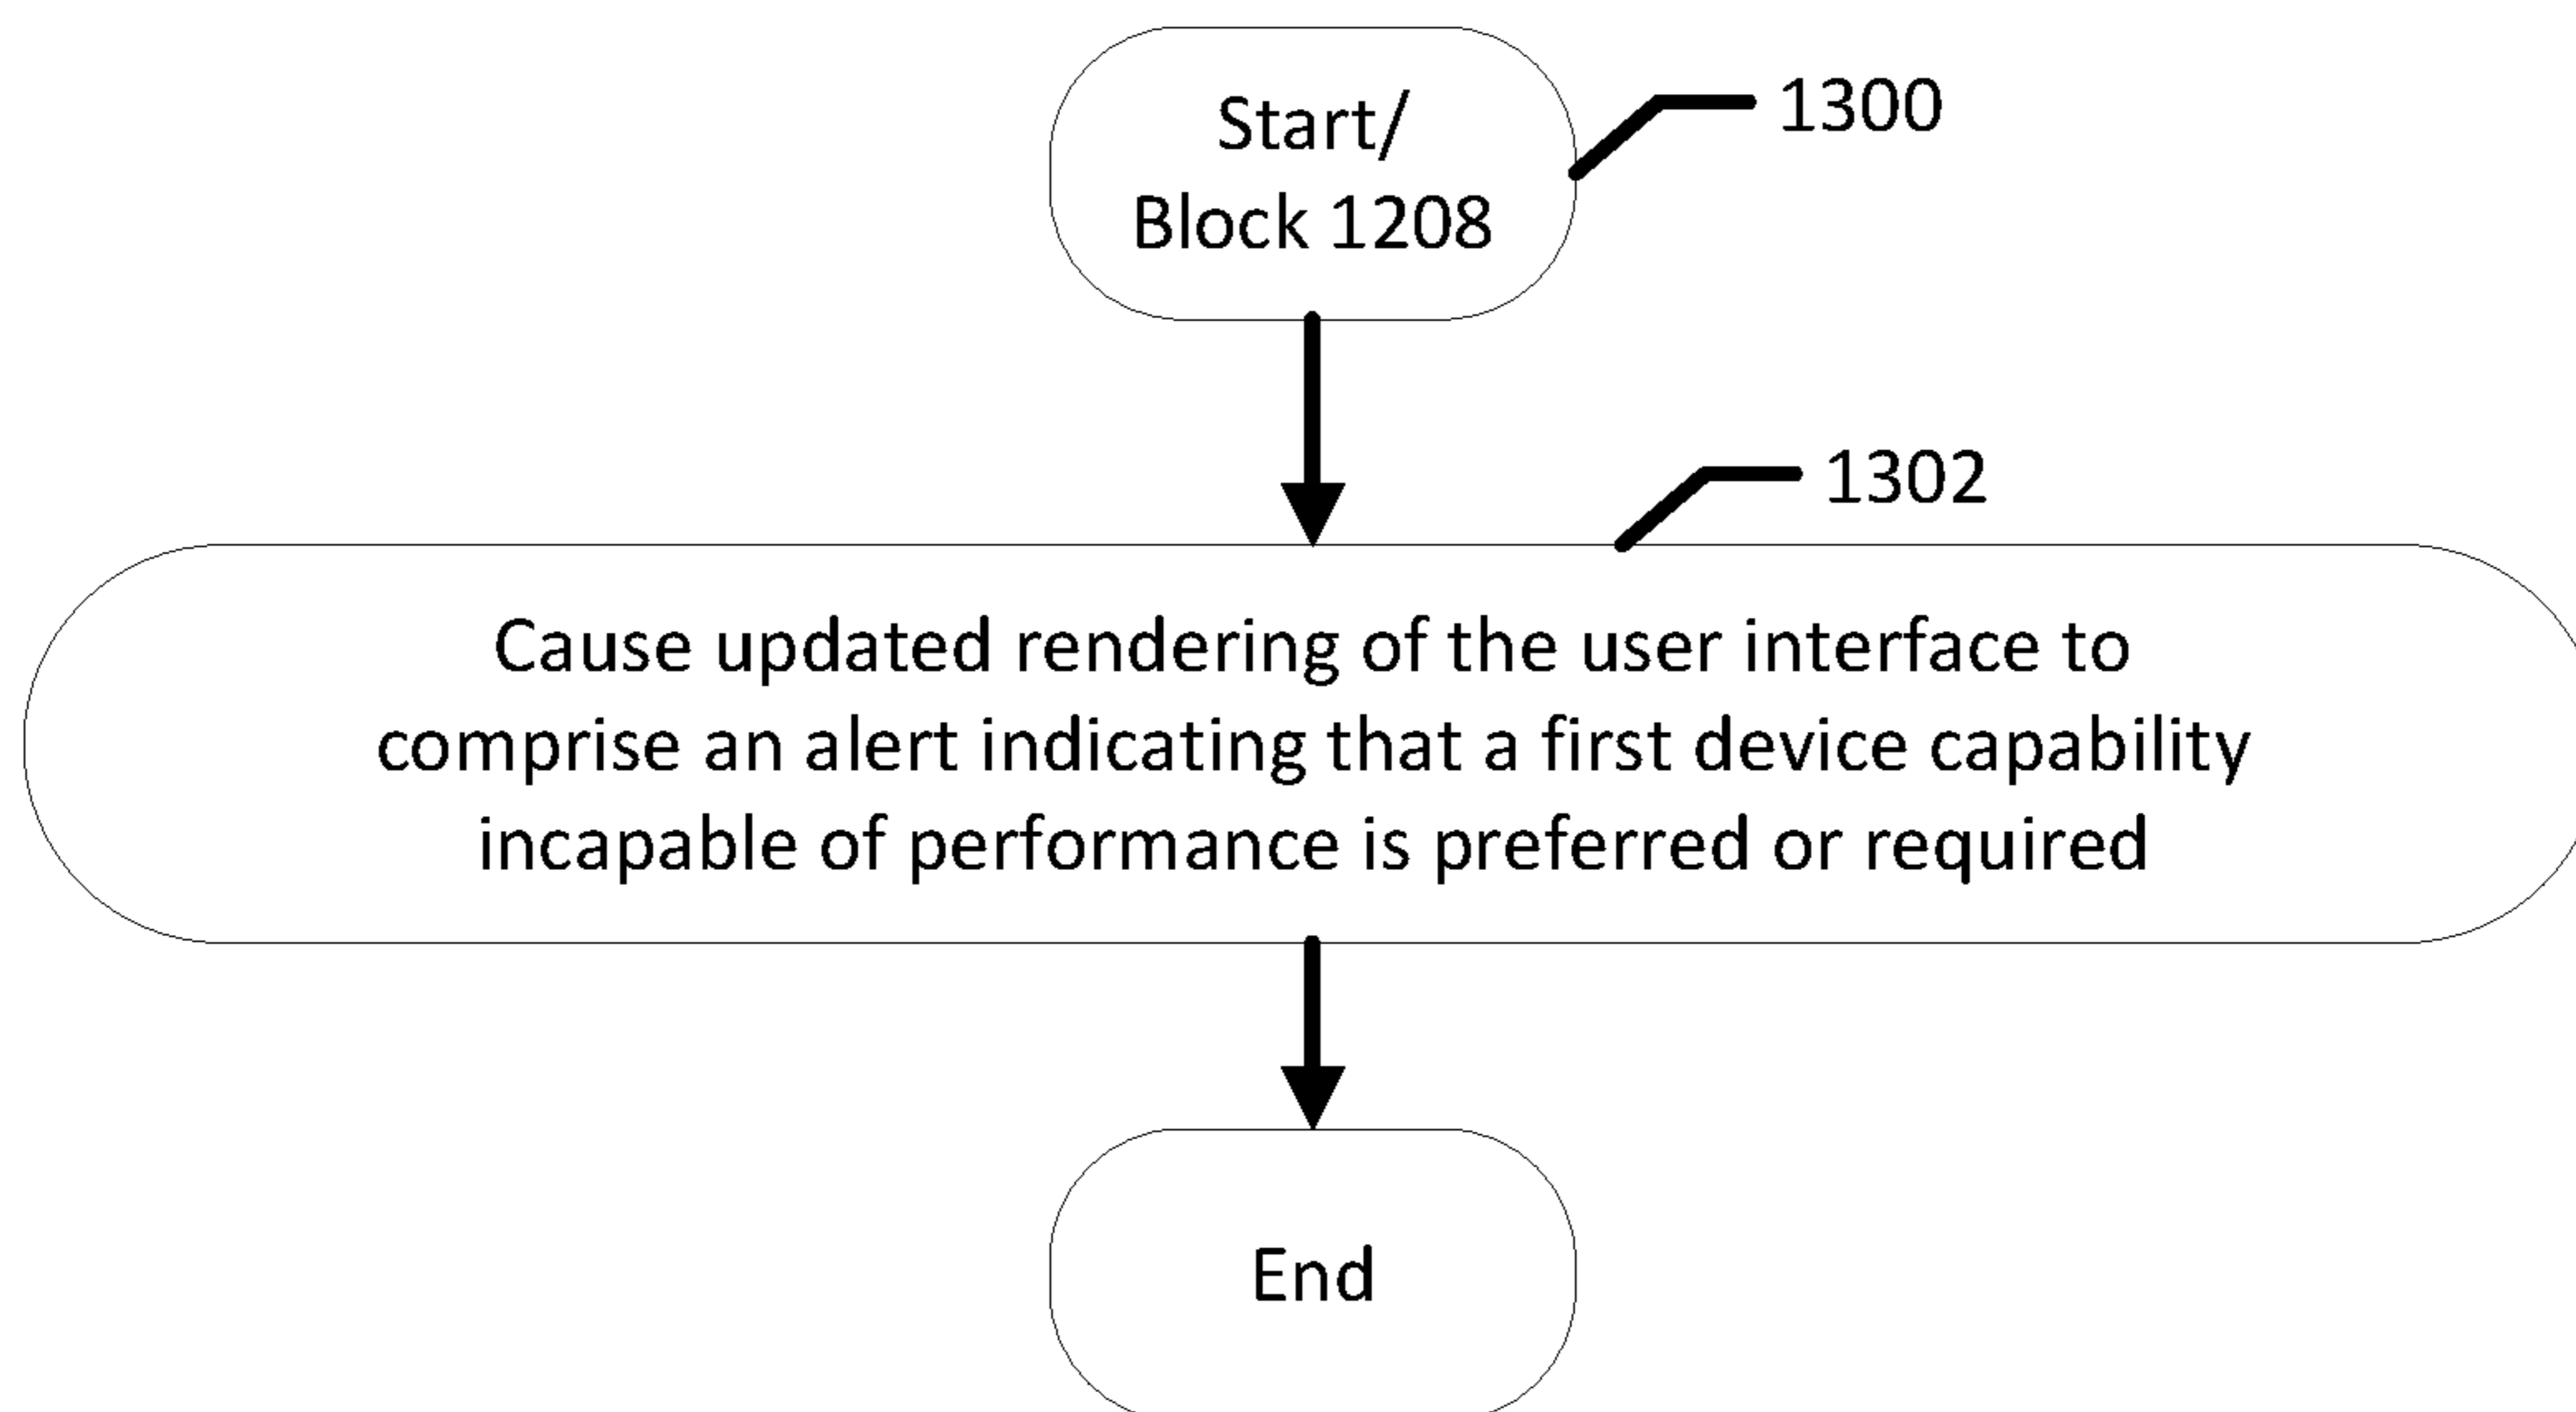 Start/
Block 1208
1300
1302
Cause updated rendering of the user interface to
comprise an alert indicating that a first device capability
incapable of performance is preferred or required
End